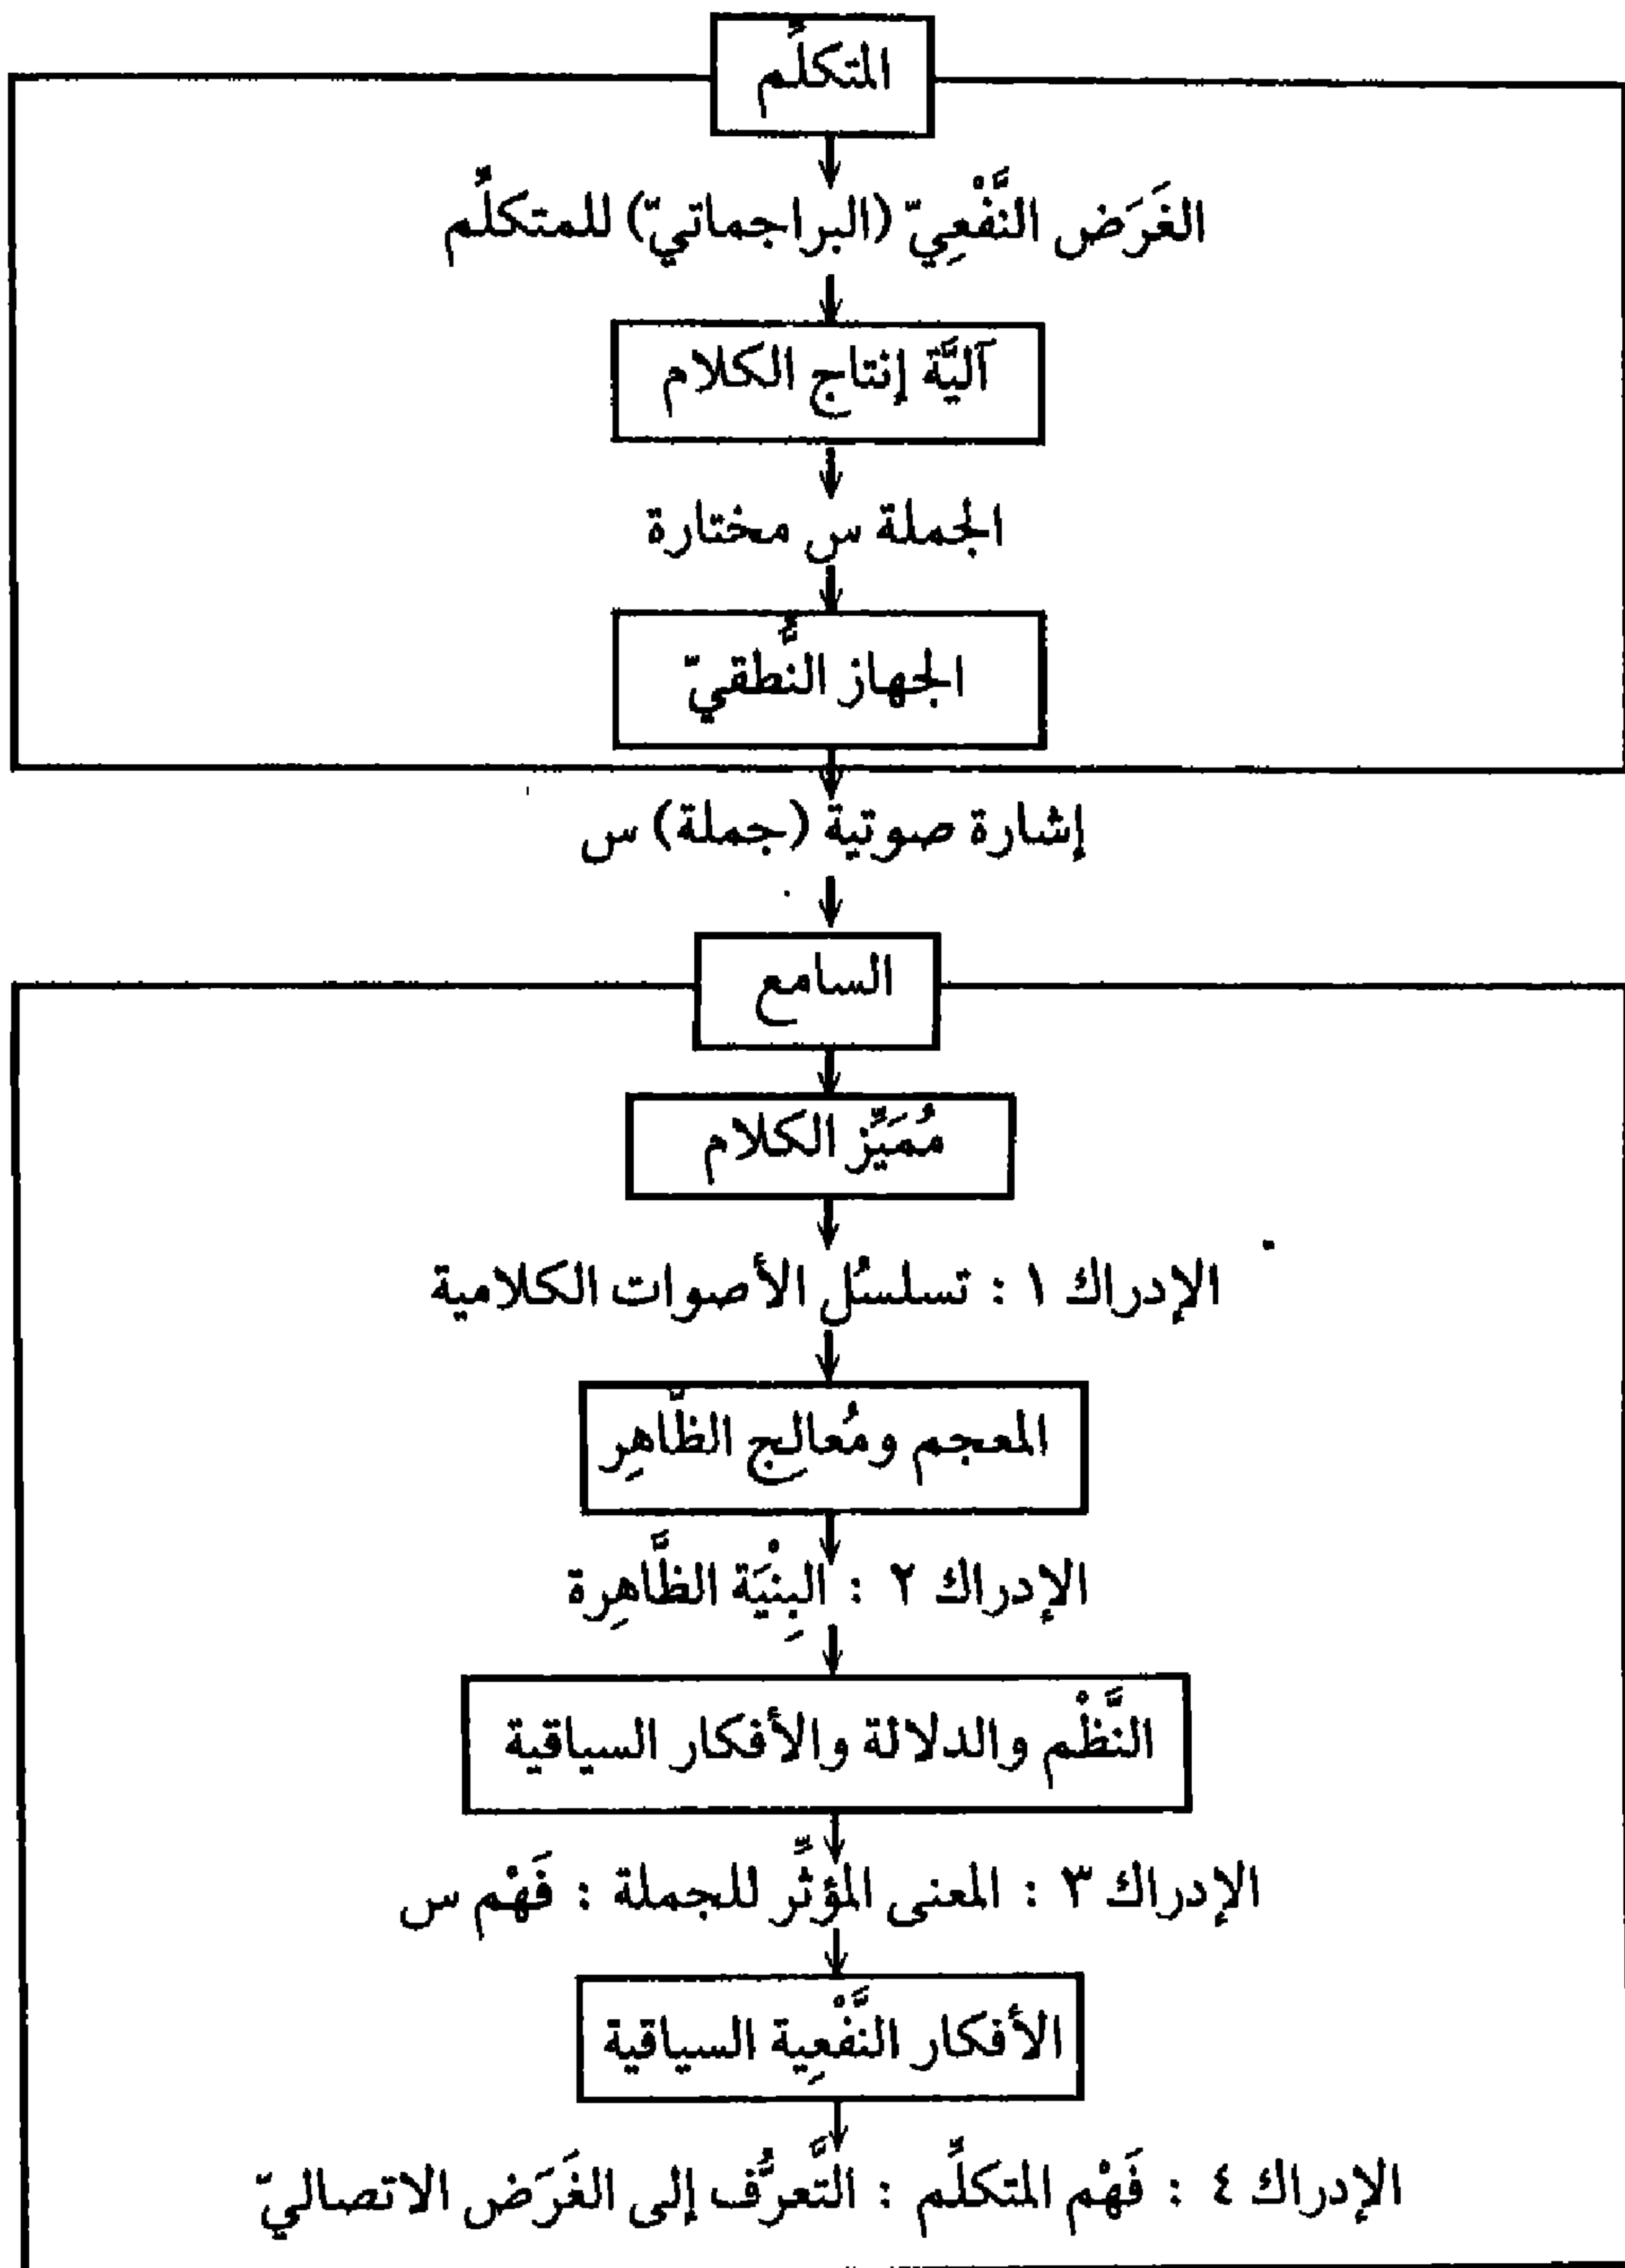 المتكلِّم
الغَرَض النَّفْعِيّ (البراجماتيّ) للمتكلِّم
آليَّة إنتاج الكلام
الجملة س مختارة
الجهاز النُّطقيّ
إشارة صوتية (جملة) س
السامع
مُمَيِّز الكلام
الإدراك ١ : تسلسُل الأصوات الكلامية
المعجم ومُعالج الظَّاهِر
الإدراك ٢ : البِنْيَة الظَّاهِرة
النَّظْم والدلالة والأفكار السياقية
الإدراك ٣ : المعنى المؤثِّر للجملة : فَهْم س
الأفكار النَّفْعِية السياقية
الإدراك ٤ : فَهْم المتكلِّم : التَّعرُّف إلى الغَرَض الاتصاليّ